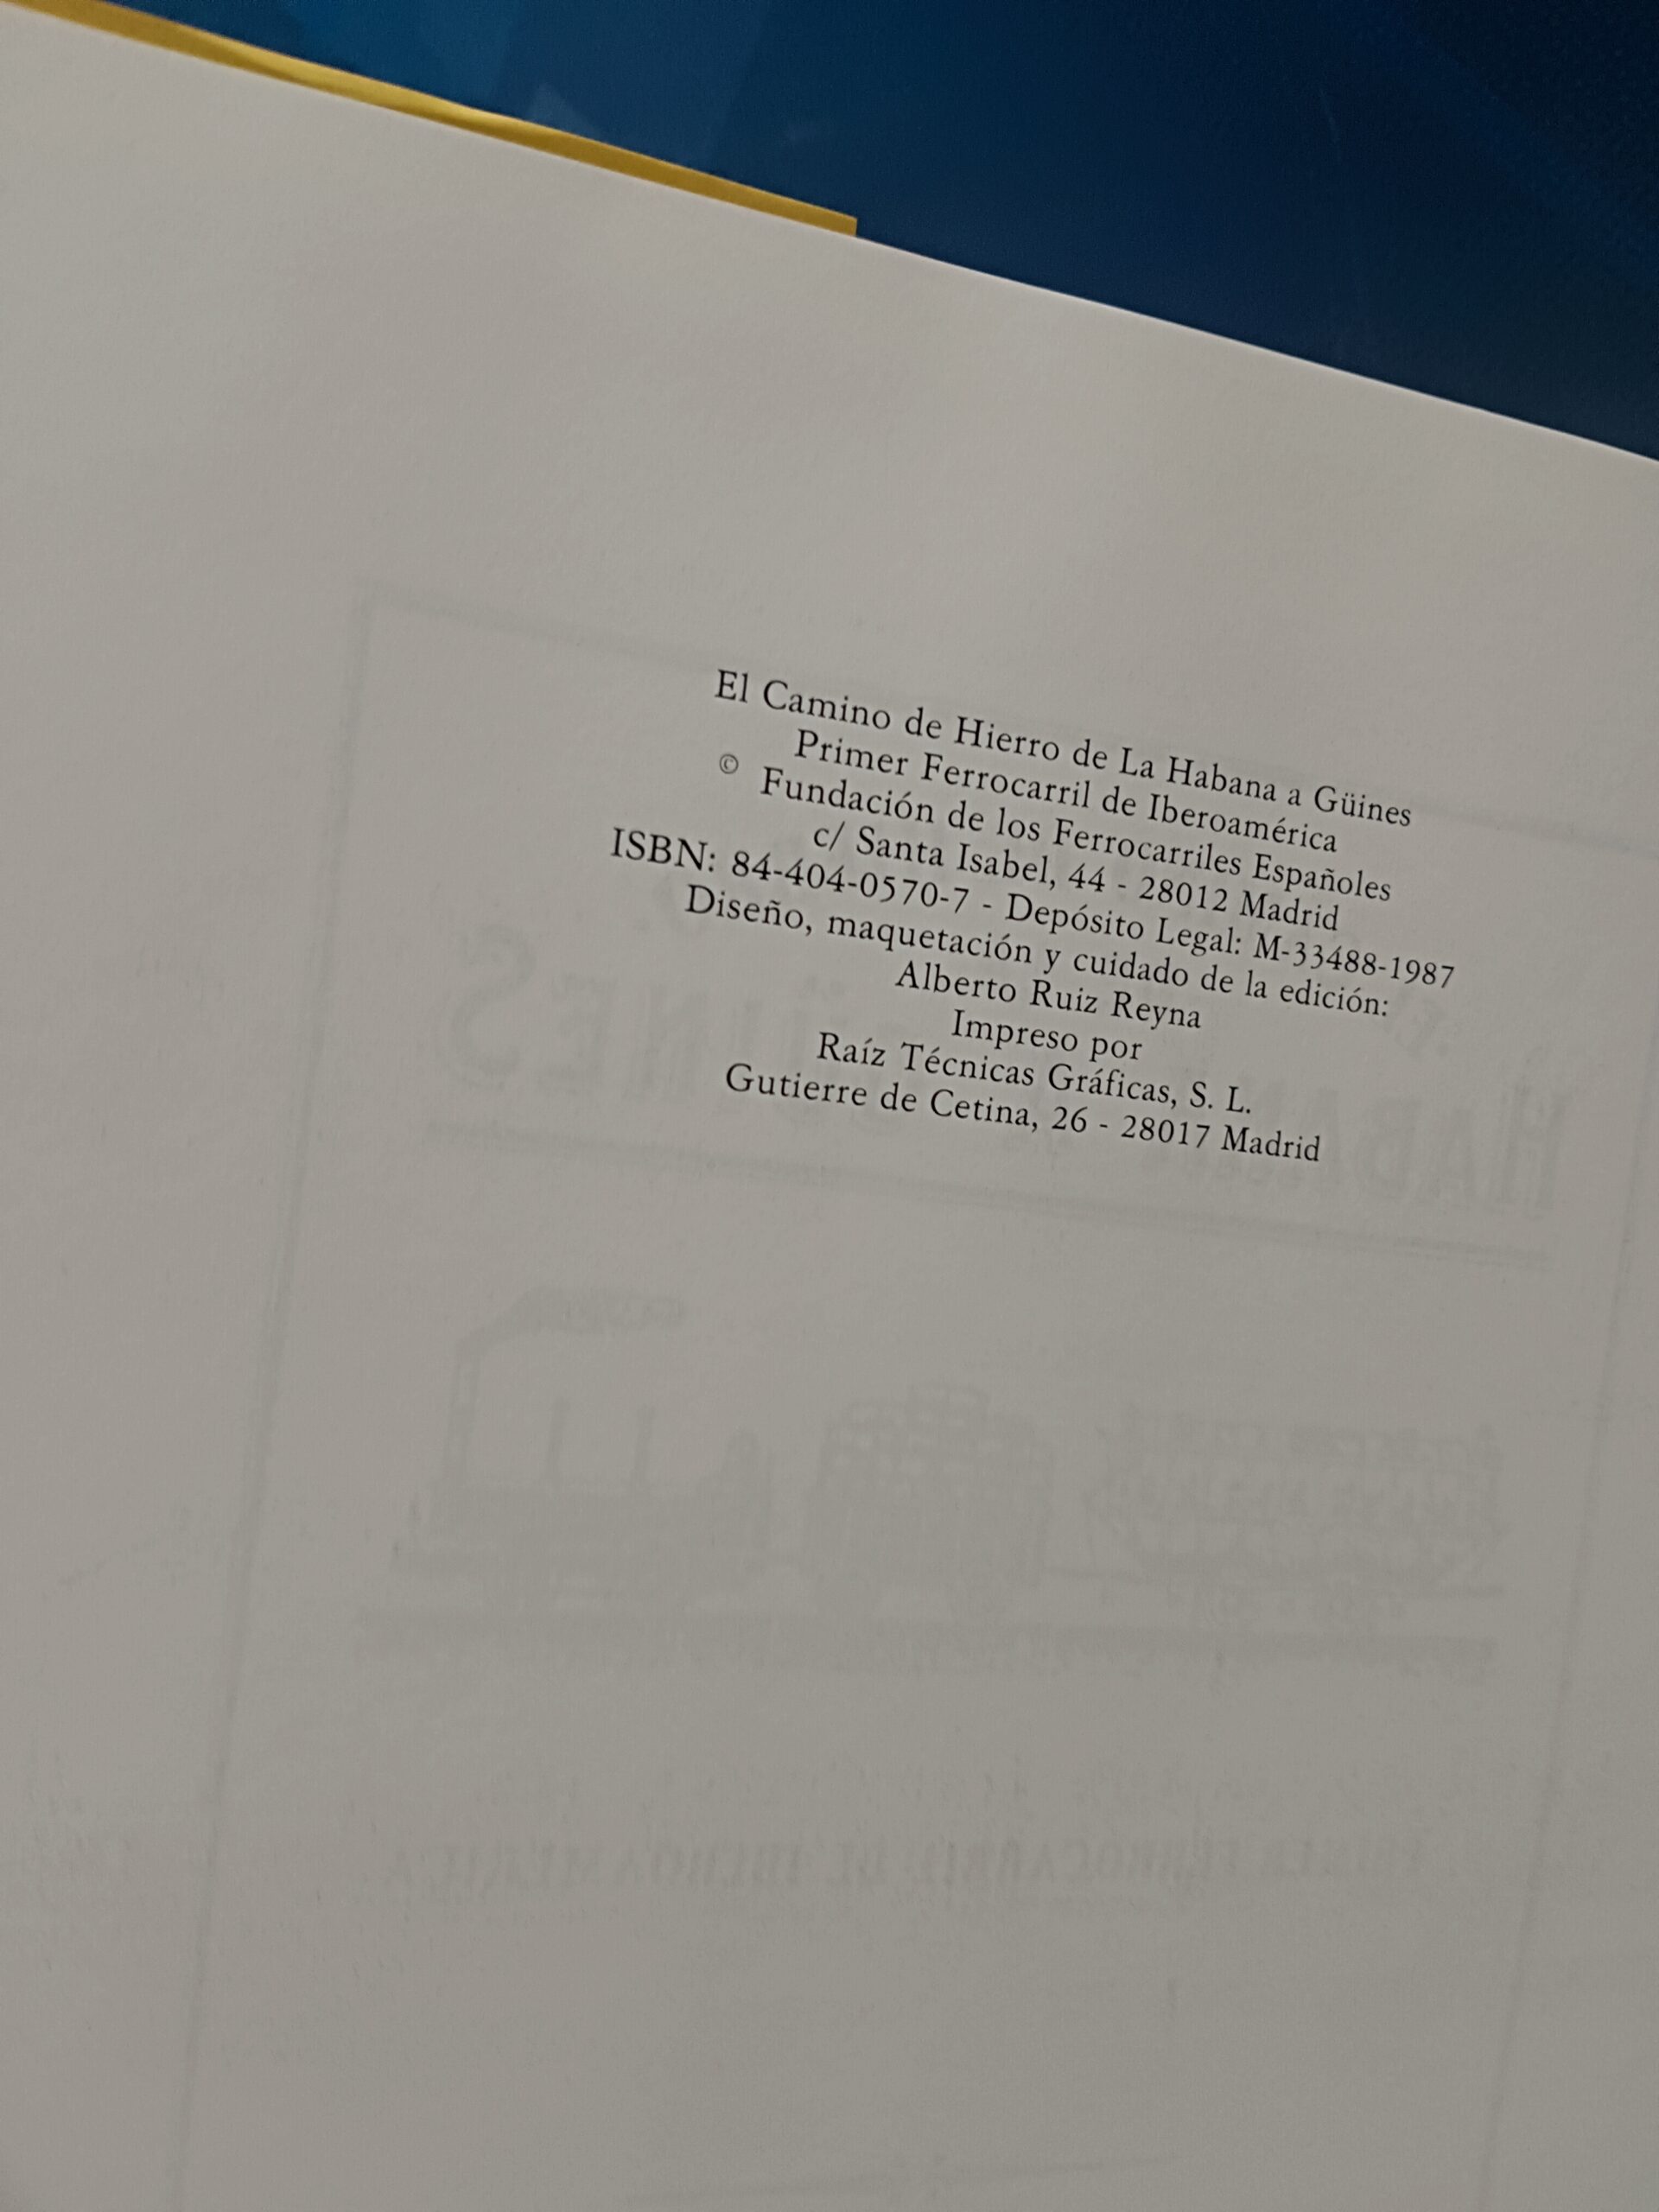 El Camino de Hierro de La Habana a Güines
Primer Ferrocarril de Iberoamérica
© Fundación de los Ferrocarriles Españoles
c/ Santa Isabel, 44 - 28012 Madrid
ISBN: 84-404-0570-7 - Depósito Legal: M-33488-1987
Diseño, maquetación y cuidado de la edición:
Alberto Ruiz Reyna
Impreso por
Raíz Técnicas Gráficas, S. L.
Gutierre de Cetina, 26 - 28017 Madrid